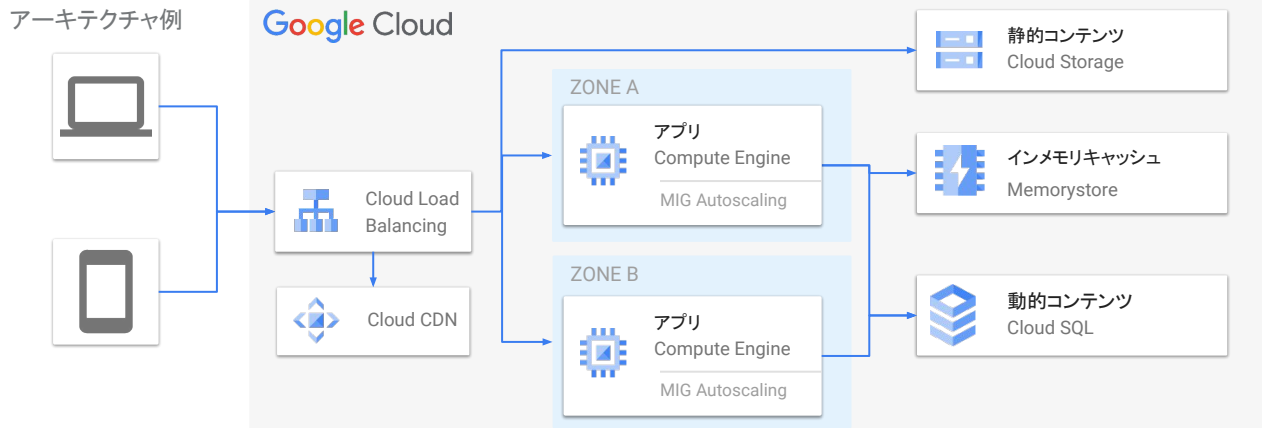 アーキテクチャ例
Google Cloud
静的コンテンツ
Cloud Storage
ZONE A
アプリ
Compute Engine
MIG Autoscaling
インメモリキャッシュ
Memorystore
Cloud Load
Balancing
ZONE B
アプリ
Compute Engine
MIG Autoscaling
Cloud CDN
動的コンテンツ
Cloud SQL